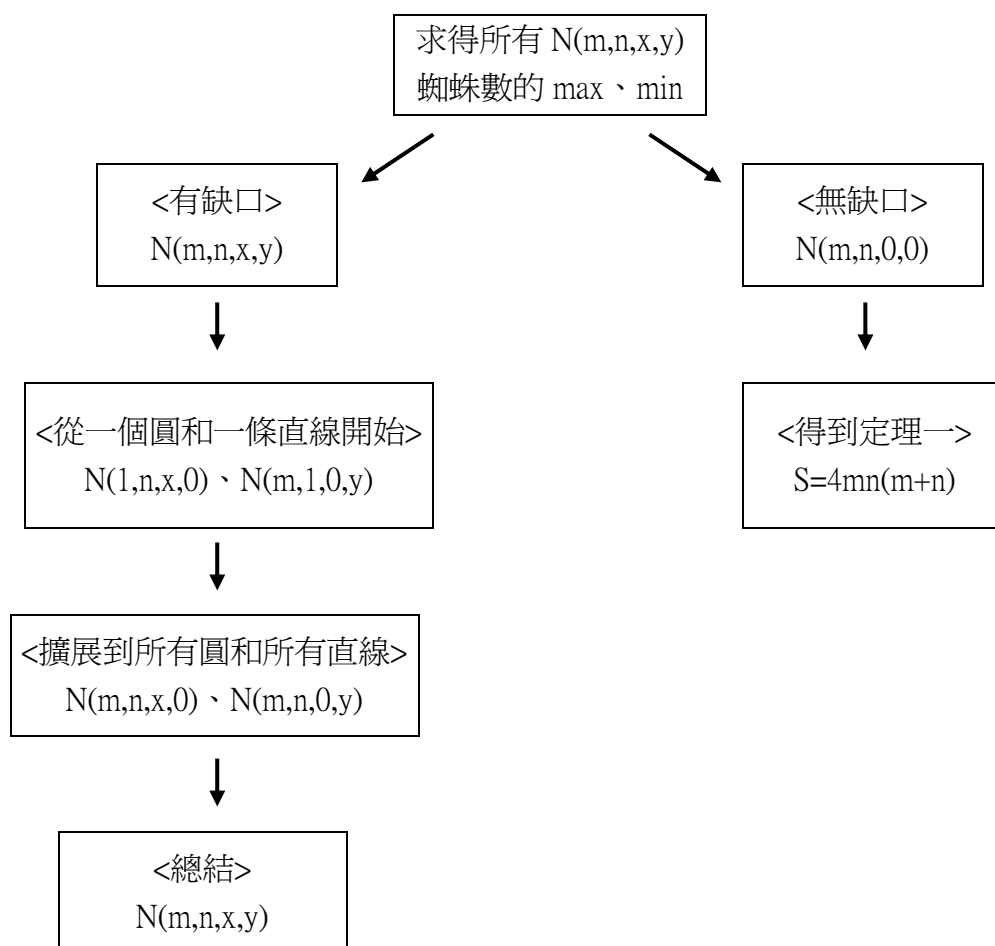 求得所有 N(m,n,x,y)
蜘蛛數的 max、min
<有缺口>
N(m,n,x,y)
<無缺口>
N(m,n,0,0)
<從一個圓和一條直線開始>
N(1,n,x,0)、N(m,1,0,y)
<得到定理一>
S=4mn(m+n)
<擴展到所有圓和所有直線>
N(m,n,x,0)、N(m,n,0,y)
<總結>
N(m,n,x,y)